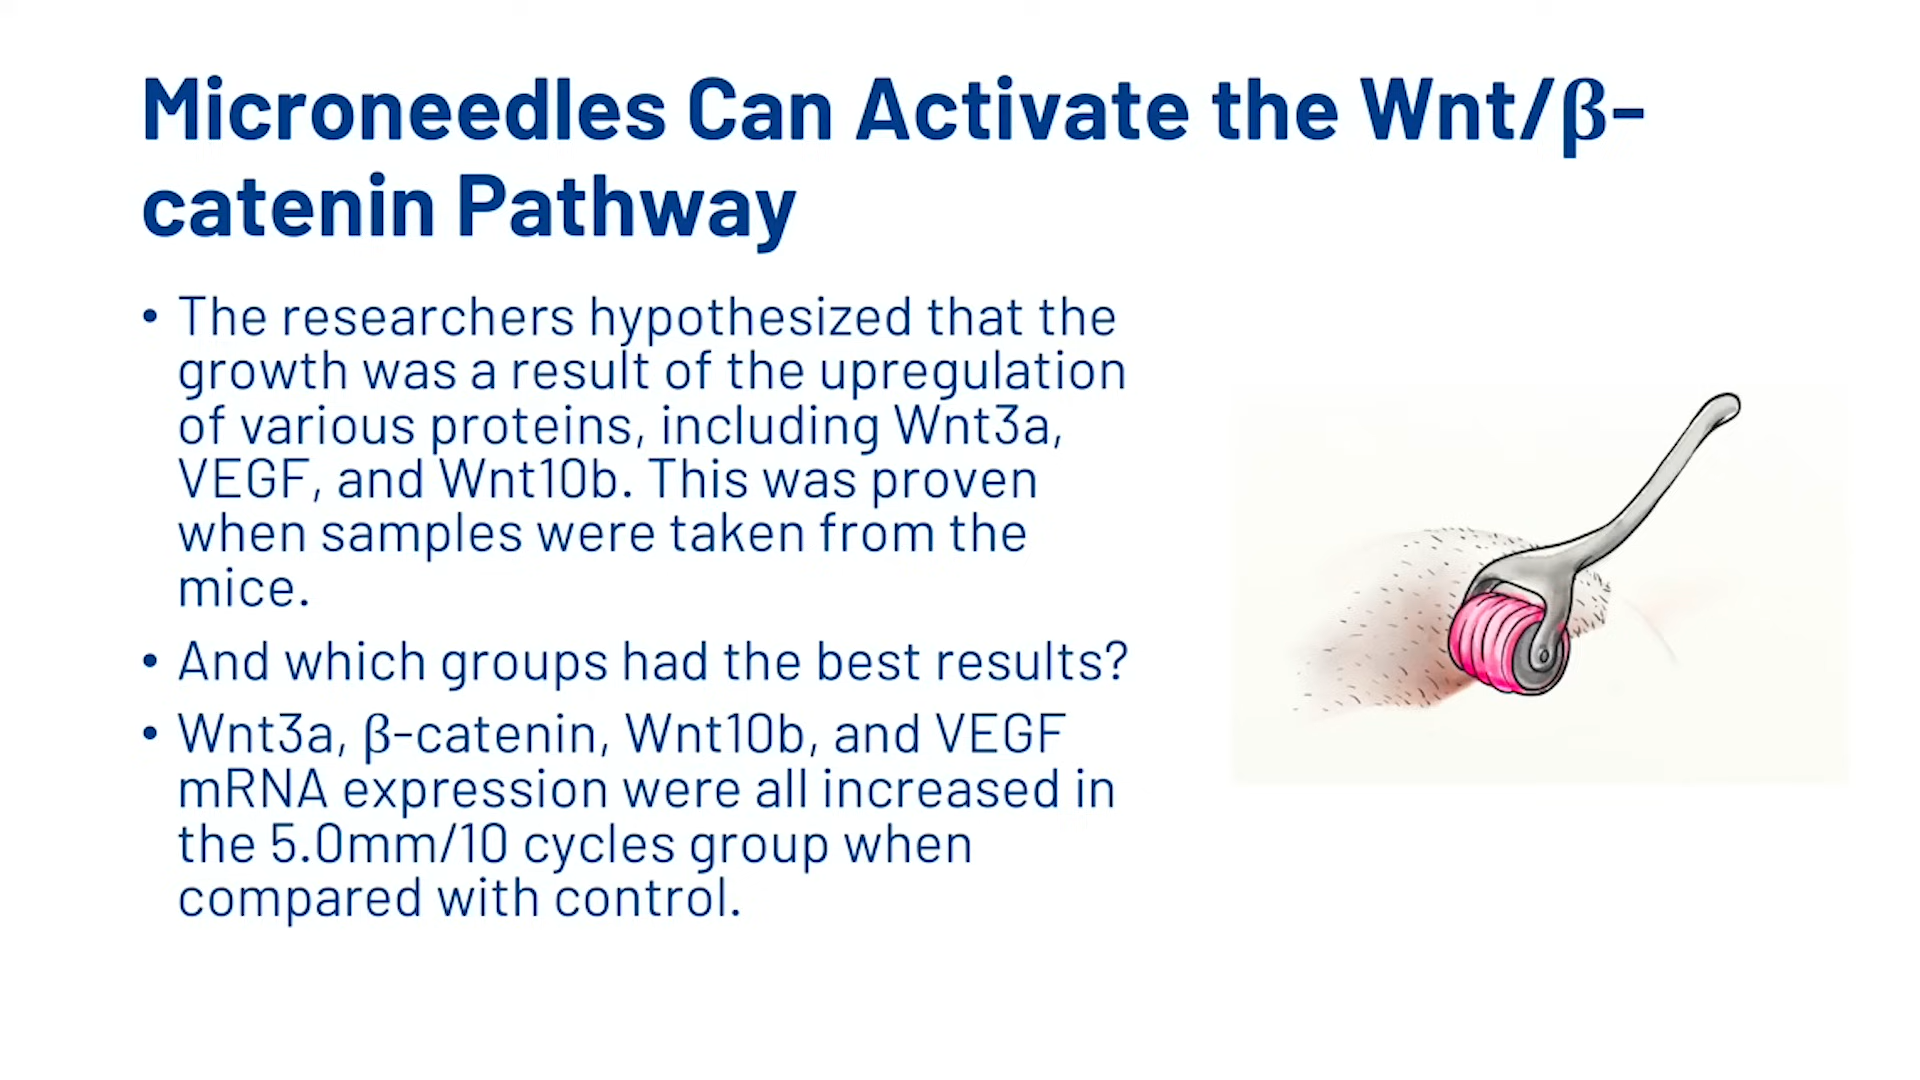 Microneedles Can Activate the Wnt/β-
catenin Pathway
• The researchers hypothesized that the
growth was a result of the upregulation
of various proteins, including Wnt3a,
VEGF, and Wnt10b. This was proven
when samples were taken from the
mice.
• And which groups had the best results?
• Wnt3a, β-catenin, Wnt10b, and VEGF
mRNA expression were all increased in
the 5.0mm/10 cycles group when
compared with control.